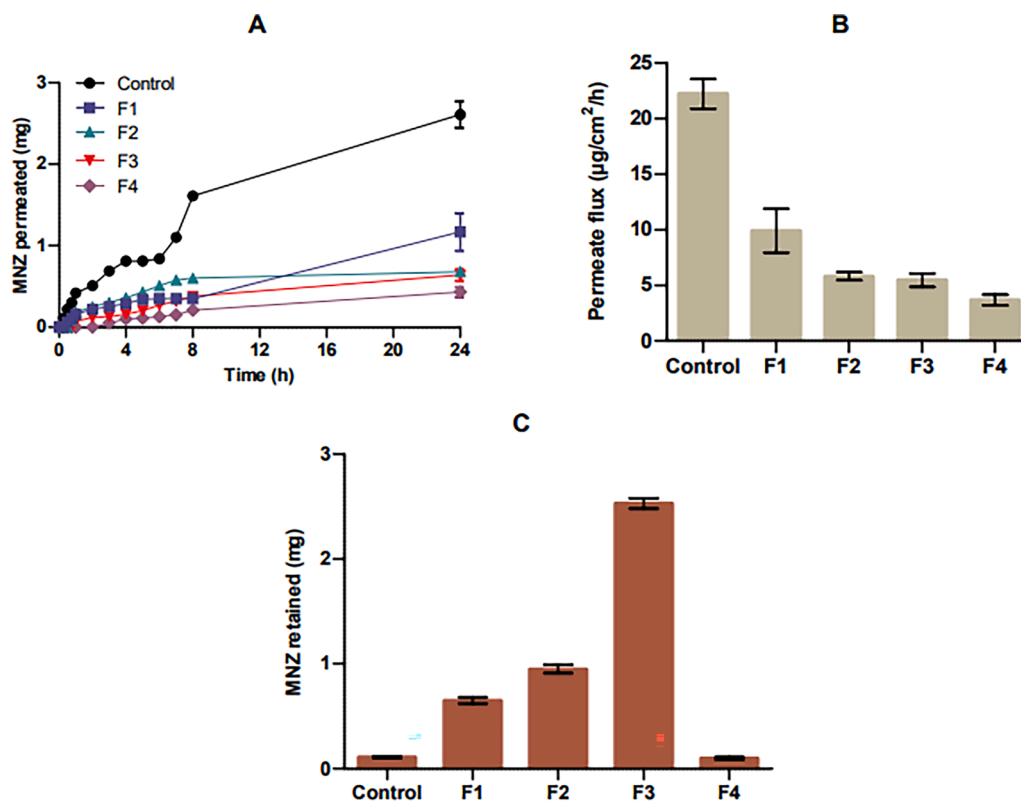 A
MNZ permeated (mg)
3
2
1
0
Control
F1
F2
F3
F4
0 4 8 12 16 20 24
Time (h)
B
Permeate flux (µg/cm²/h)
25
20
15
10
5
0
Control F1 F2 F3 F4
C
MNZ retained (mg)
3
2
1
0
Control F1 F2 F3 F4